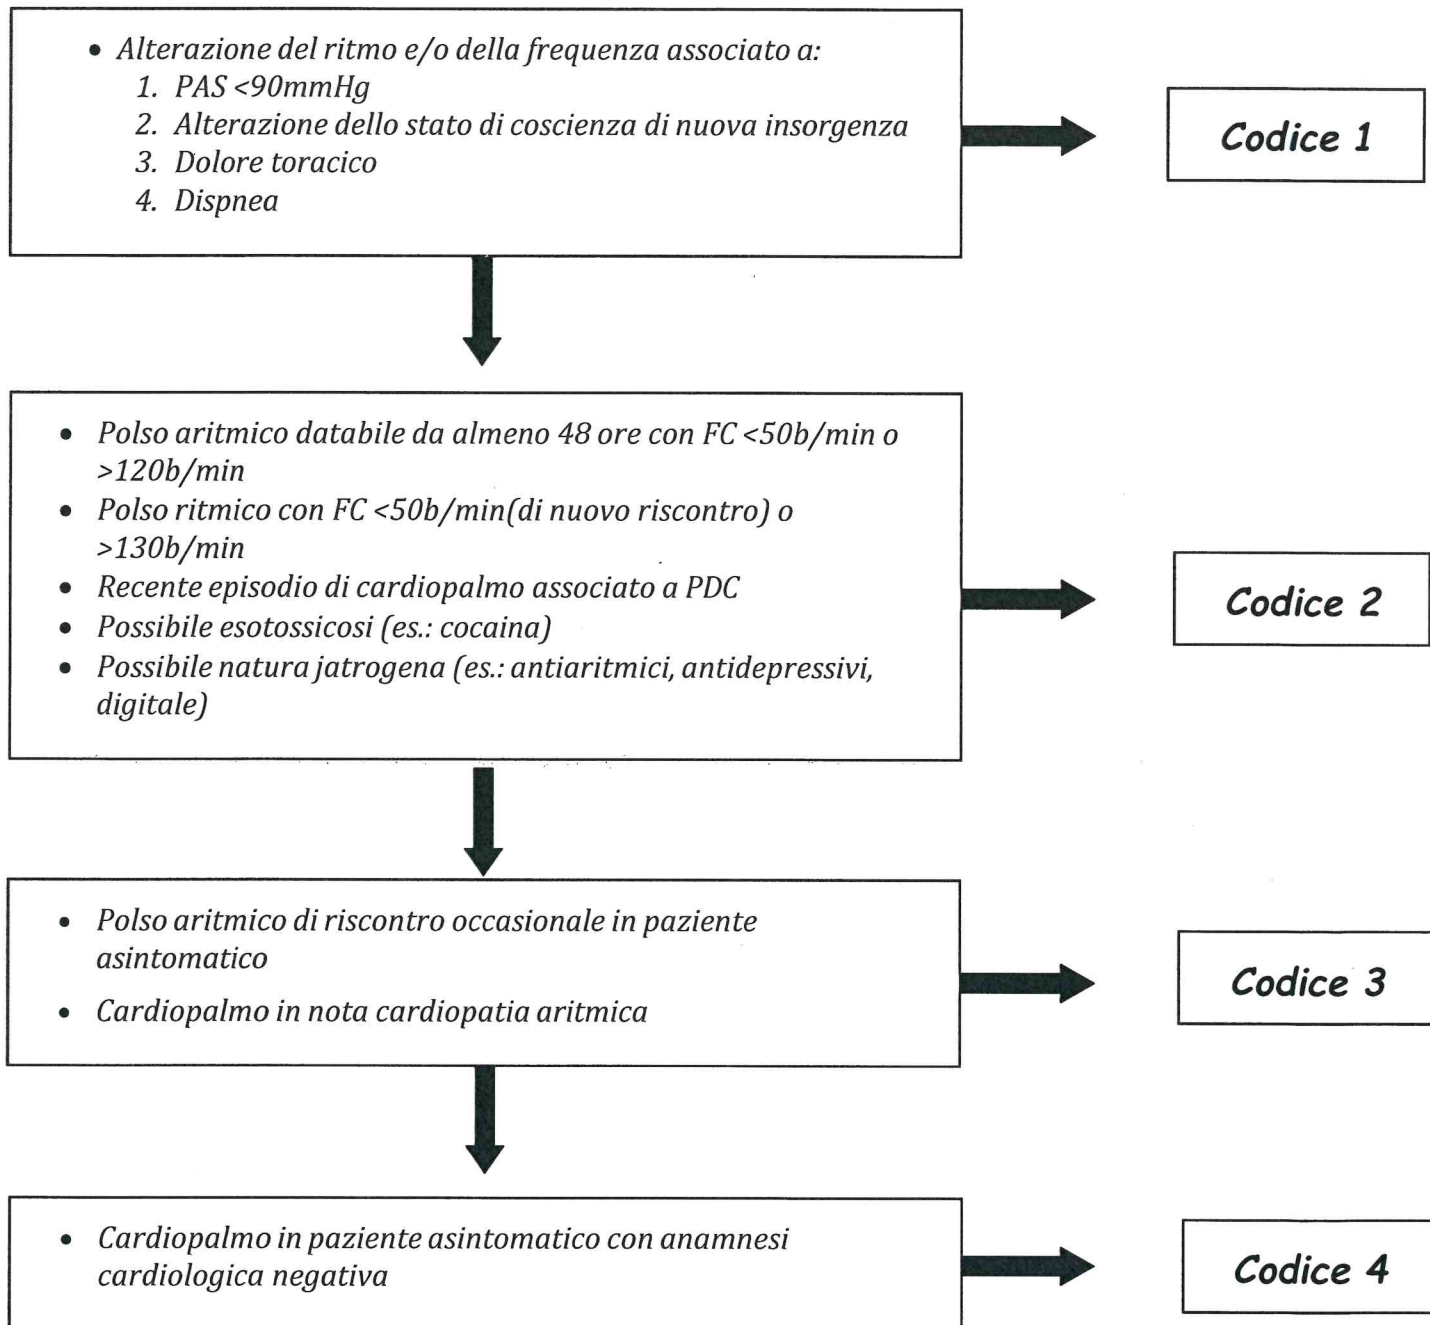 • Alterazione del ritmo e/o della frequenza associato a:
1. PAS <90mmHg
2. Alterazione dello stato di coscienza di nuova insorgenza
3. Dolore toracico
4. Dispnea
Codice 1
• Polso aritmico databile da almeno 48 ore con FC <50b/min o
>120b/min
• Polso ritmico con FC <50b/min(di nuovo riscontro) o
>130b/min
• Recente episodio di cardiopalmo associato a PDC
• Possibile esotossicosi (es.: cocaina)
• Possibile natura jatrogena (es.: antiaritmici, antidepressivi,
digitale)
Codice 2
• Polso aritmico di riscontro occasionale in paziente
asintomatico
• Cardiopalmo in nota cardiopatia aritmica
Codice 3
• Cardiopalmo in paziente asintomatico con anamnesi
cardiologica negativa
Codice 4